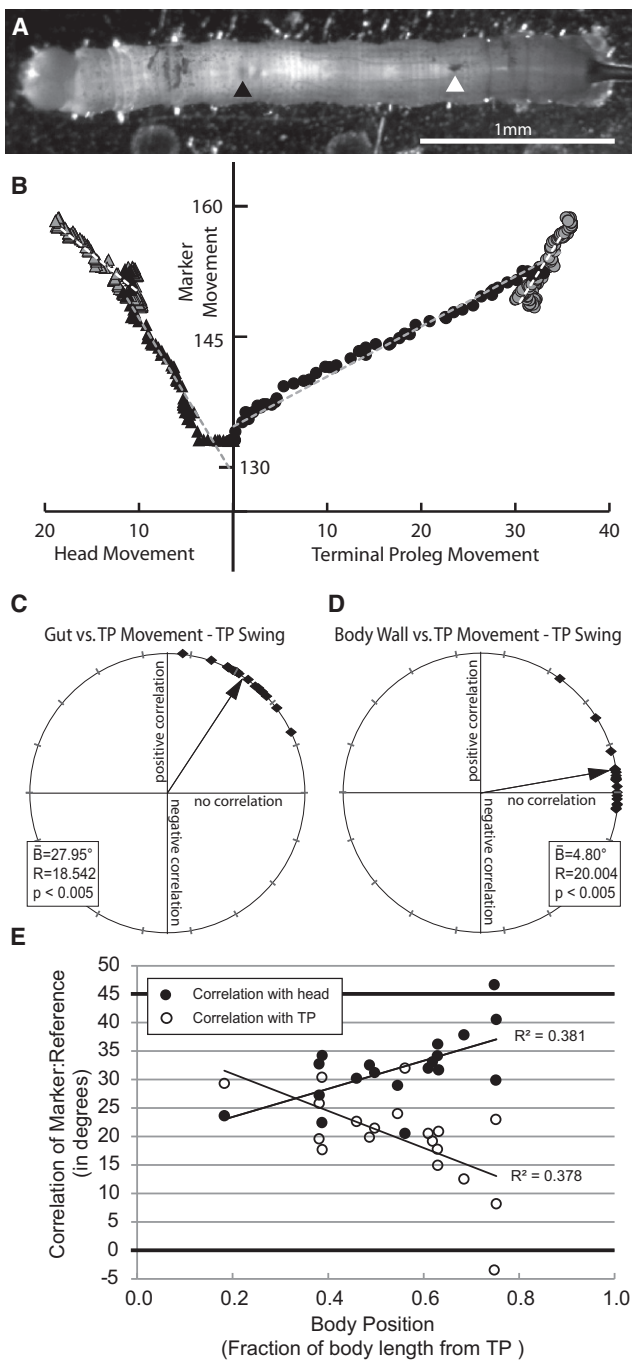 A
1mm
B
160
Marker
Movement
145
130
20 10 10 20 30 40
Head Movement Terminal Proleg Movement
C
Gut vs. TP Movement - TP Swing
positive correlation
no correlation
negative correlation
B̄=27.95°
R=18.542
p < 0.005
D
Body Wall vs. TP Movement - TP Swing
positive correlation
no correlation
negative correlation
B̄=4.80°
R=20.004
p < 0.005
E
Correlation of Marker:Reference
(in degrees)
50
45
40
35
30
25
20
15
10
5
0
-5
Correlation with head
Correlation with TP
R² = 0.381
R² = 0.378
0.0 0.2 0.4 0.6 0.8 1.0
Body Position
(Fraction of body length from TP )